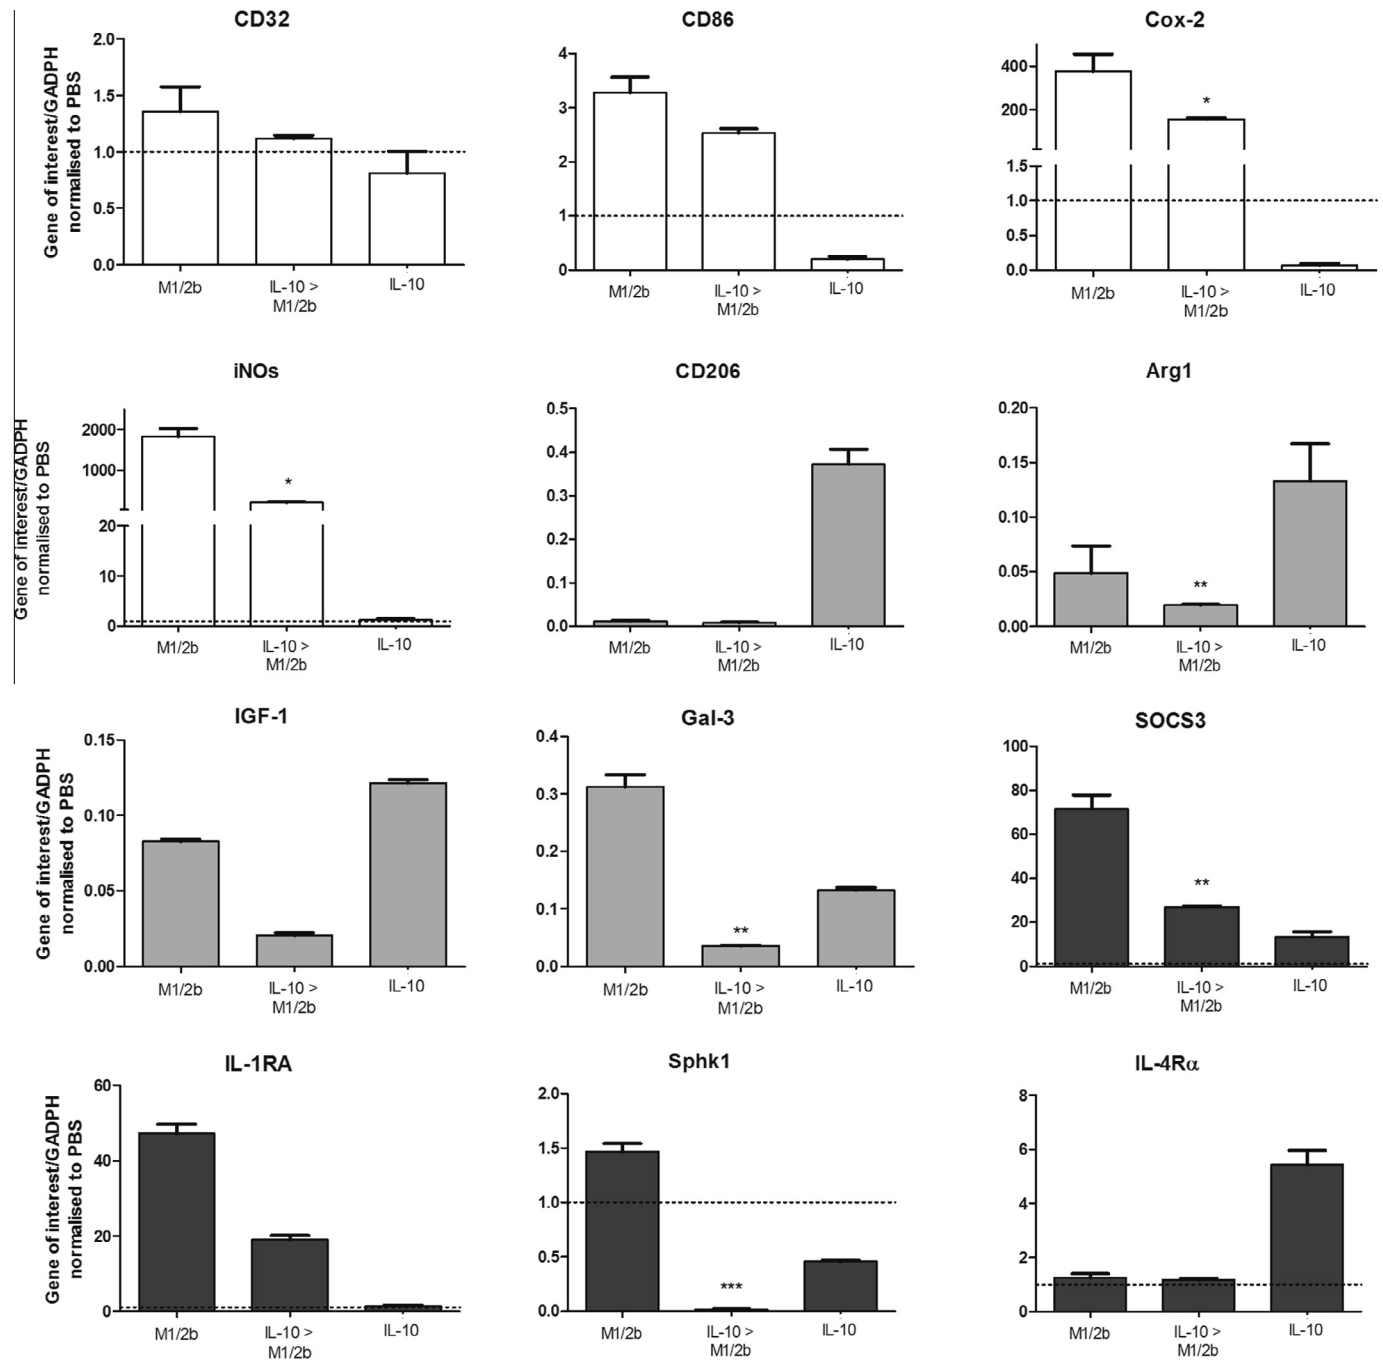 CD32
CD86
Cox-2
Gene of interest/GADPH
normalised to PBS
2.0
1.5
1.0
0.5
0.0
M1/2b
IL-10 >
M1/2b
IL-10
4
3
2
1
0
M1/2b
IL-10 >
M1/2b
IL-10
400
200
1.5
1.0
0.5
0.0
*
M1/2b
IL-10 >
M1/2b
IL-10
iNOs
CD206
Arg1
Gene of interest/GADPH
normalised to PBS
2000
1000
20
10
0
*
M1/2b
IL-10 >
M1/2b
IL-10
0.5
0.4
0.3
0.2
0.1
0.0
M1/2b
IL-10 >
M1/2b
IL-10
0.20
0.15
0.10
0.05
0.00
**
M1/2b
IL-10 >
M1/2b
IL-10
IGF-1
Gal-3
SOCS3
Gene of interest/GADPH
normalised to PBS
0.15
0.10
0.05
0.00
M1/2b
IL-10 >
M1/2b
IL-10
0.4
0.3
0.2
0.1
0.0
**
M1/2b
IL-10 >
M1/2b
IL-10
100
80
60
40
20
0
**
M1/2b
IL-10 >
M1/2b
IL-10
IL-1RA
Sphk1
IL-4Rα
Gene of interest/GADPH
normalised to PBS
60
40
20
0
M1/2b
IL-10 >
M1/2b
IL-10
2.0
1.5
1.0
0.5
0.0
***
M1/2b
IL-10 >
M1/2b
IL-10
8
6
4
2
0
M1/2b
IL-10 >
M1/2b
IL-10